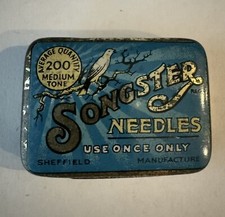 AVERAGE QUANTITY
200
MEDIUM
TONE
SONGSTER
NEEDLES
USE ONCE ONLY
SHEFFIELD MANUFACTURE